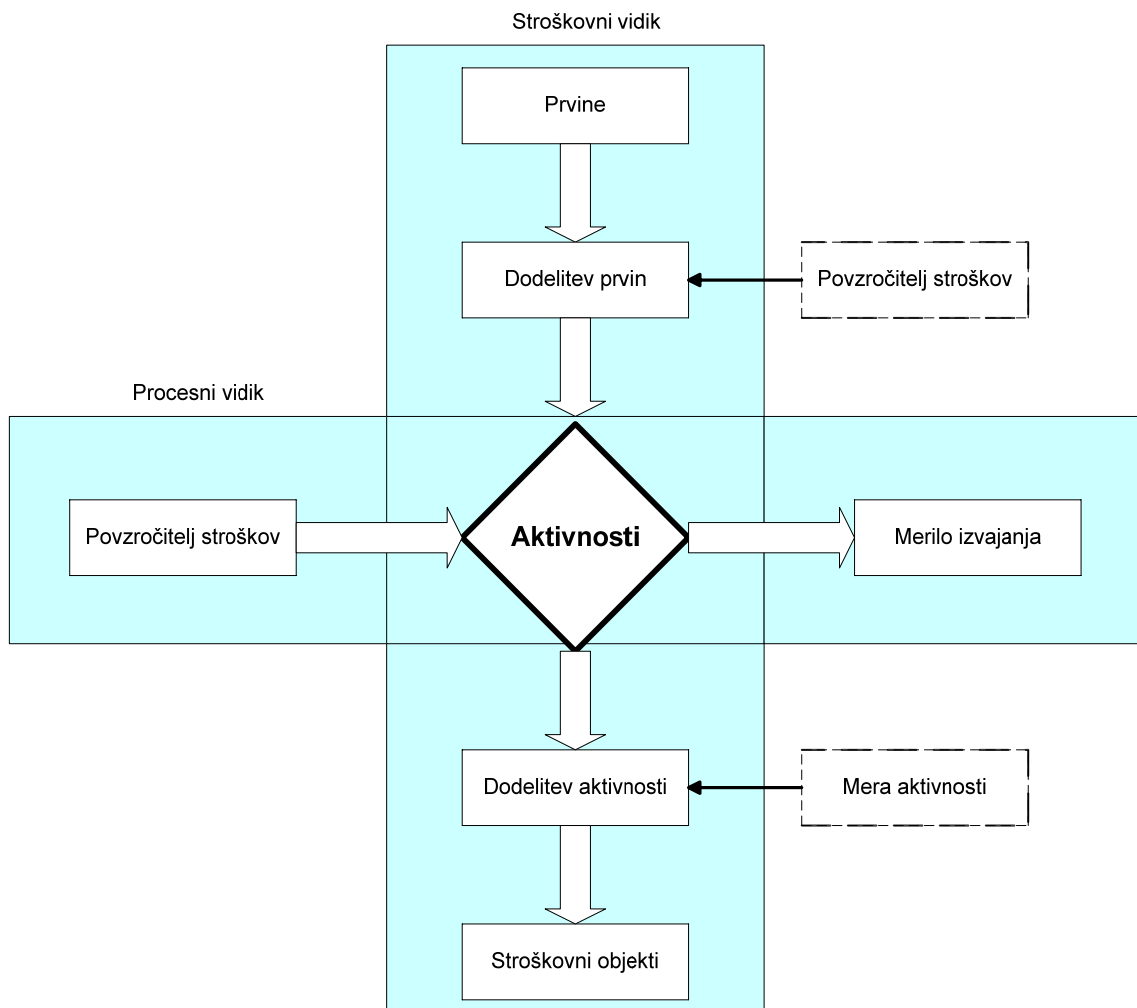 Stroškovni vidik
Prvine
Dodelitev prvin
Povzročitelj stroškov
Procesni vidik
Povzročitelj stroškov
Aktivnosti
Merilo izvajanja
Dodelitev aktivnosti
Mera aktivnosti
Stroškovni objekti